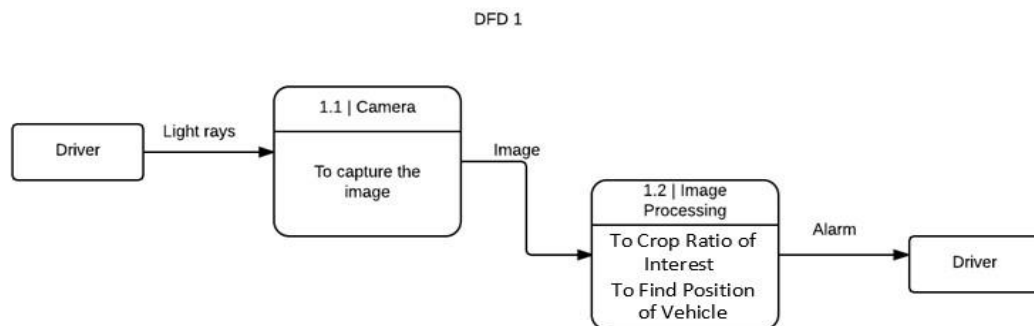 DFD 1
Driver
Light rays
1.1 | Camera
To capture the
image
Image
1.2 | Image
Processing
To Crop Ratio of
Interest
To Find Position
of Vehicle
Alarm
Driver